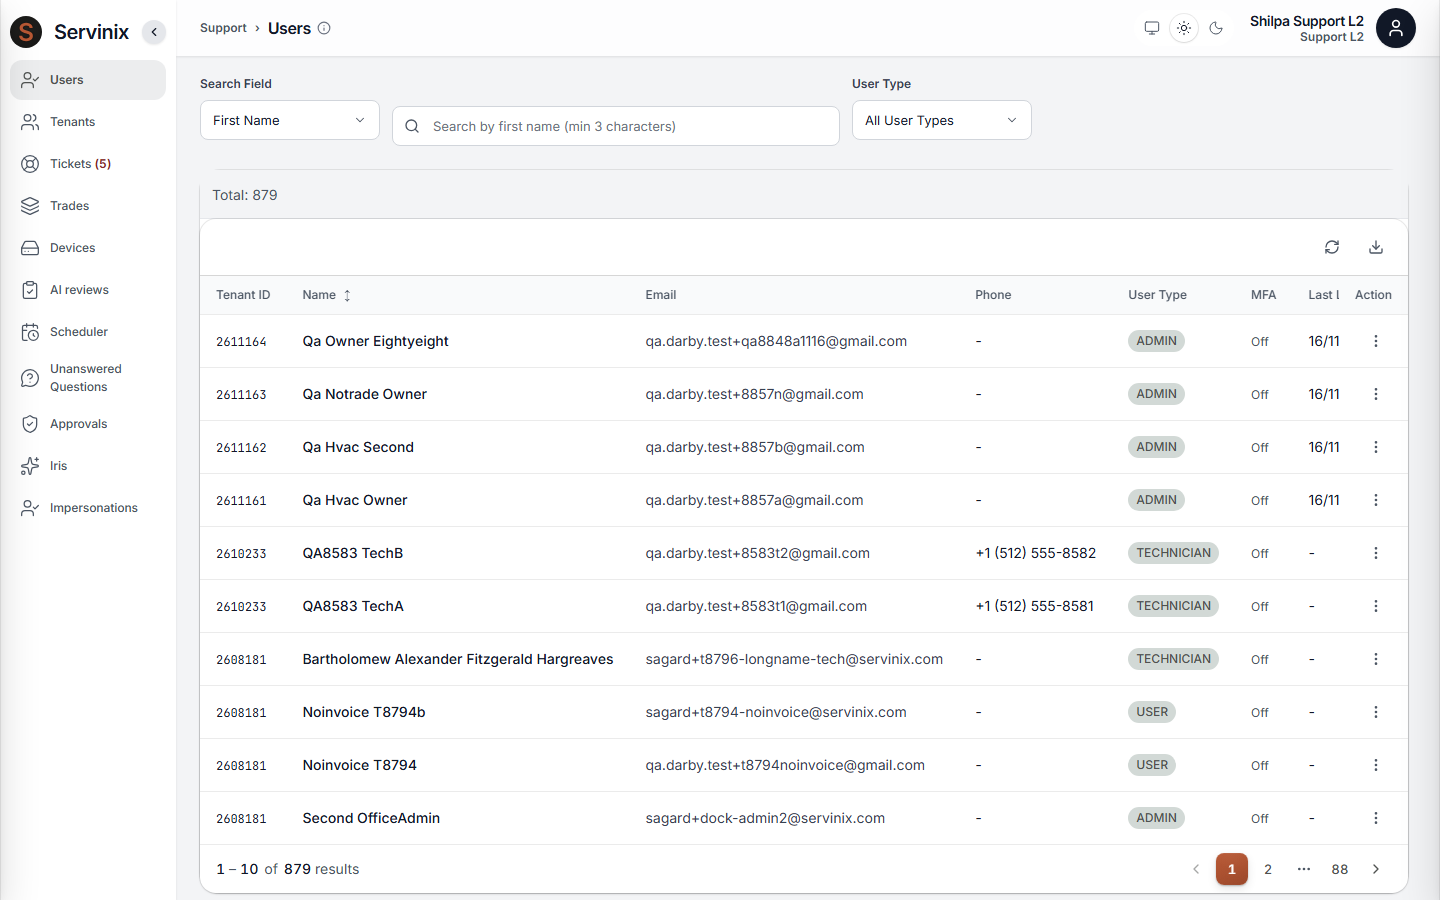 Servinix
Users
Tenants
Tickets (5)
Trades
Devices
AI reviews
Scheduler
Unanswered
Questions
Approvals
Iris
Impersonations
Support › Users
Shilpa Support L2
Support L2
Search Field
User Type
First Name
Search by first name (min 3 characters)
All User Types
Total: 879
Tenant ID Name Email Phone User Type MFA Last L Action
2611164 Qa Owner Eightyeight qa.darby.test+qa8848a1116@gmail.com - ADMIN Off 16/11
2611163 Qa Notrade Owner qa.darby.test+8857n@gmail.com - ADMIN Off 16/11
2611162 Qa Hvac Second qa.darby.test+8857b@gmail.com - ADMIN Off 16/11
2611161 Qa Hvac Owner qa.darby.test+8857a@gmail.com - ADMIN Off 16/11
2610233 QA8583 TechB qa.darby.test+8583t2@gmail.com +1 (512) 555-8582 TECHNICIAN Off -
2610233 QA8583 TechA qa.darby.test+8583t1@gmail.com +1 (512) 555-8581 TECHNICIAN Off -
2608181 Bartholomew Alexander Fitzgerald Hargreaves sagard+t8796-longname-tech@servinix.com - TECHNICIAN Off -
2608181 Noinvoice T8794b sagard+t8794-noinvoice@servinix.com - USER Off -
2608181 Noinvoice T8794 qa.darby.test+t8794noinvoice@gmail.com - USER Off -
2608181 Second OfficeAdmin sagard+dock-admin2@servinix.com - ADMIN Off -
1 – 10 of 879 results
1 2 ··· 88